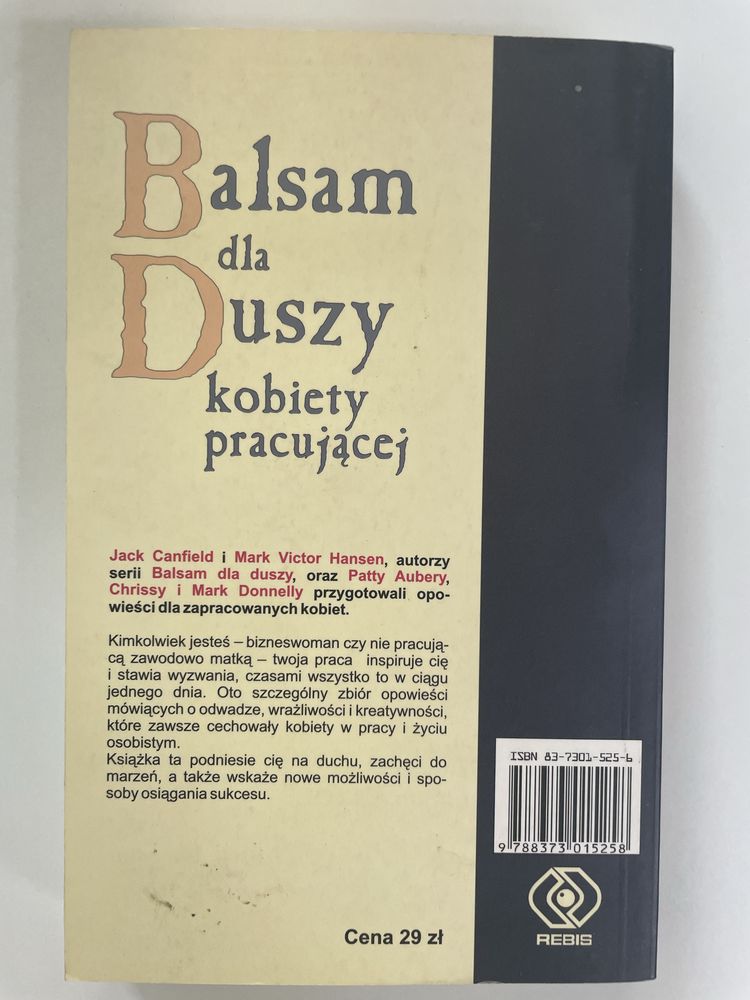 Balsam
dla
Duszy
kobiety
pracującej
Jack Canfield i Mark Victor Hansen, autorzy
serii Balsam dla duszy, oraz Patty Aubery,
Chrissy i Mark Donnelly przygotowali opo-
wieści dla zapracowanych kobiet.
Kimkolwiek jesteś – bizneswoman czy nie pracują-
cą zawodowo matką – twoja praca inspiruje cię
i stawia wyzwania, czasami wszystko to w ciągu
jednego dnia. Oto szczególny zbiór opowieści
mówiących o odwadze, wrażliwości i kreatywności,
które zawsze cechowały kobiety w pracy i życiu
osobistym.
Książka ta podniesie cię na duchu, zachęci do
marzeń, a także wskaże nowe możliwości i spo-
soby osiągania sukcesu.
ISBN 83-7301-525-6
9 788373 015258
REBIS
Cena 29 zł